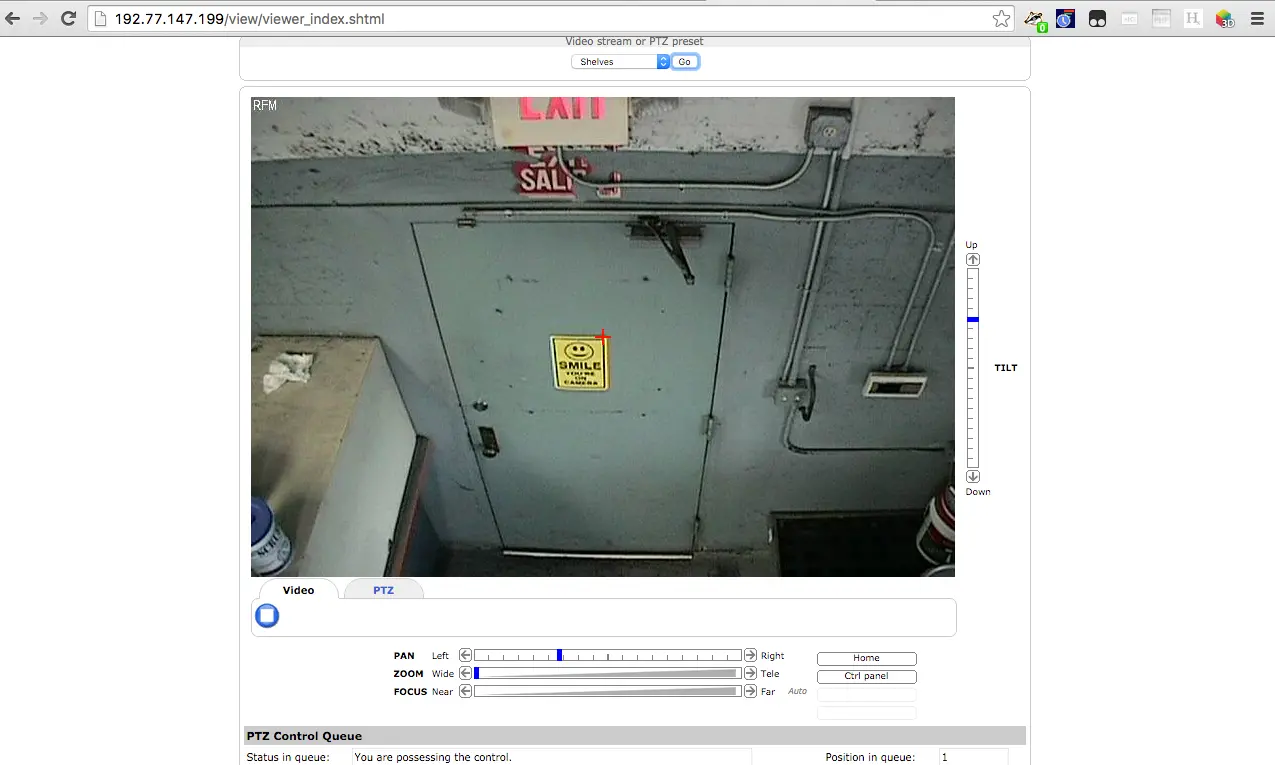 192.77.147.199/view/viewer_index.shtml
0
3D
Video stream or PTZ preset
Shelves
Go
RFM
EXIT
SMILE
YOU'RE
ON
CAMERA
Up
TILT
Down
Video
PTZ
PAN Left Right Home
ZOOM Wide Tele Ctrl panel
FOCUS Near Far Auto
PTZ Control Queue
Status in queue: You are possessing the control. Position in queue: 1